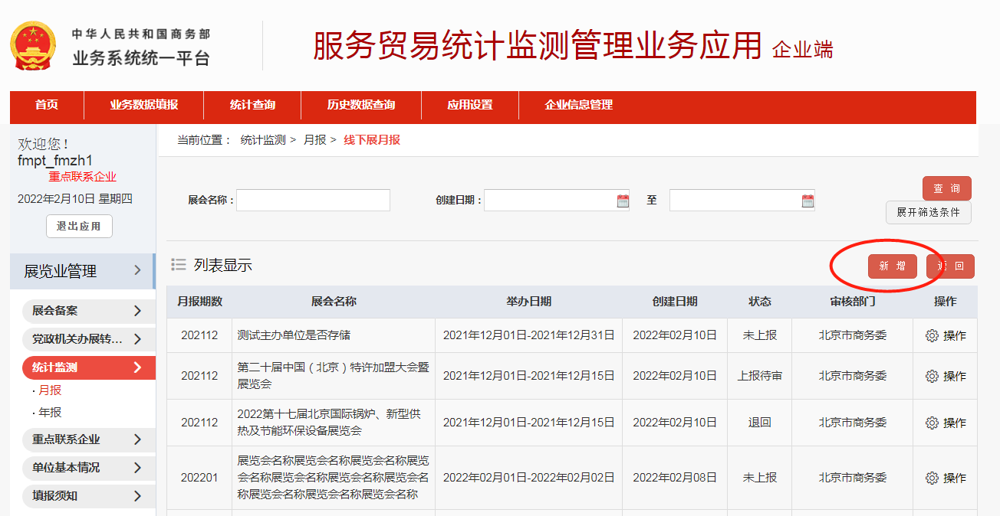 中华人民共和国商务部
业务系统统一平台
服务贸易统计监测管理业务应用 企业端
首页 业务数据填报 统计查询 历史数据查询 应用设置 企业信息管理
欢迎您！
fmpt_fmzh1
重点联系企业
2022年2月10日 星期四
退出应用
展览业管理
展会备案
党政机关办展转...
统计监测
· 月报
· 年报
重点联系企业
单位基本情况
填报须知
当前位置： 统计监测 > 月报 > 线下展月报
展会名称： 创建日期： 至
查 询
展开筛选条件
列表显示
新 增 返 回
月报期数 展会名称 举办日期 创建日期 状态 审核部门 操作
202112 测试主办单位是否存储 2021年12月01日-2021年12月31日 2022年02月10日 未上报 北京市商务委 操作
202112 第二十届中国（北京）特许加盟大会暨
展览会 2021年12月01日-2021年12月15日 2022年02月10日 上报待审 北京市商务委 操作
202112 2022第十七届北京国际锅炉、新型供
热及节能环保设备展览会 2021年12月01日-2021年12月15日 2022年02月10日 退回 北京市商务委 操作
202201 展览会名称展览会名称展览会名称展览
会名称展览会名称展览会名称展览会名
称展览会名称展览会名称展览会名称 2022年02月01日-2022年02月02日 2022年02月08日 未上报 北京市商务委 操作